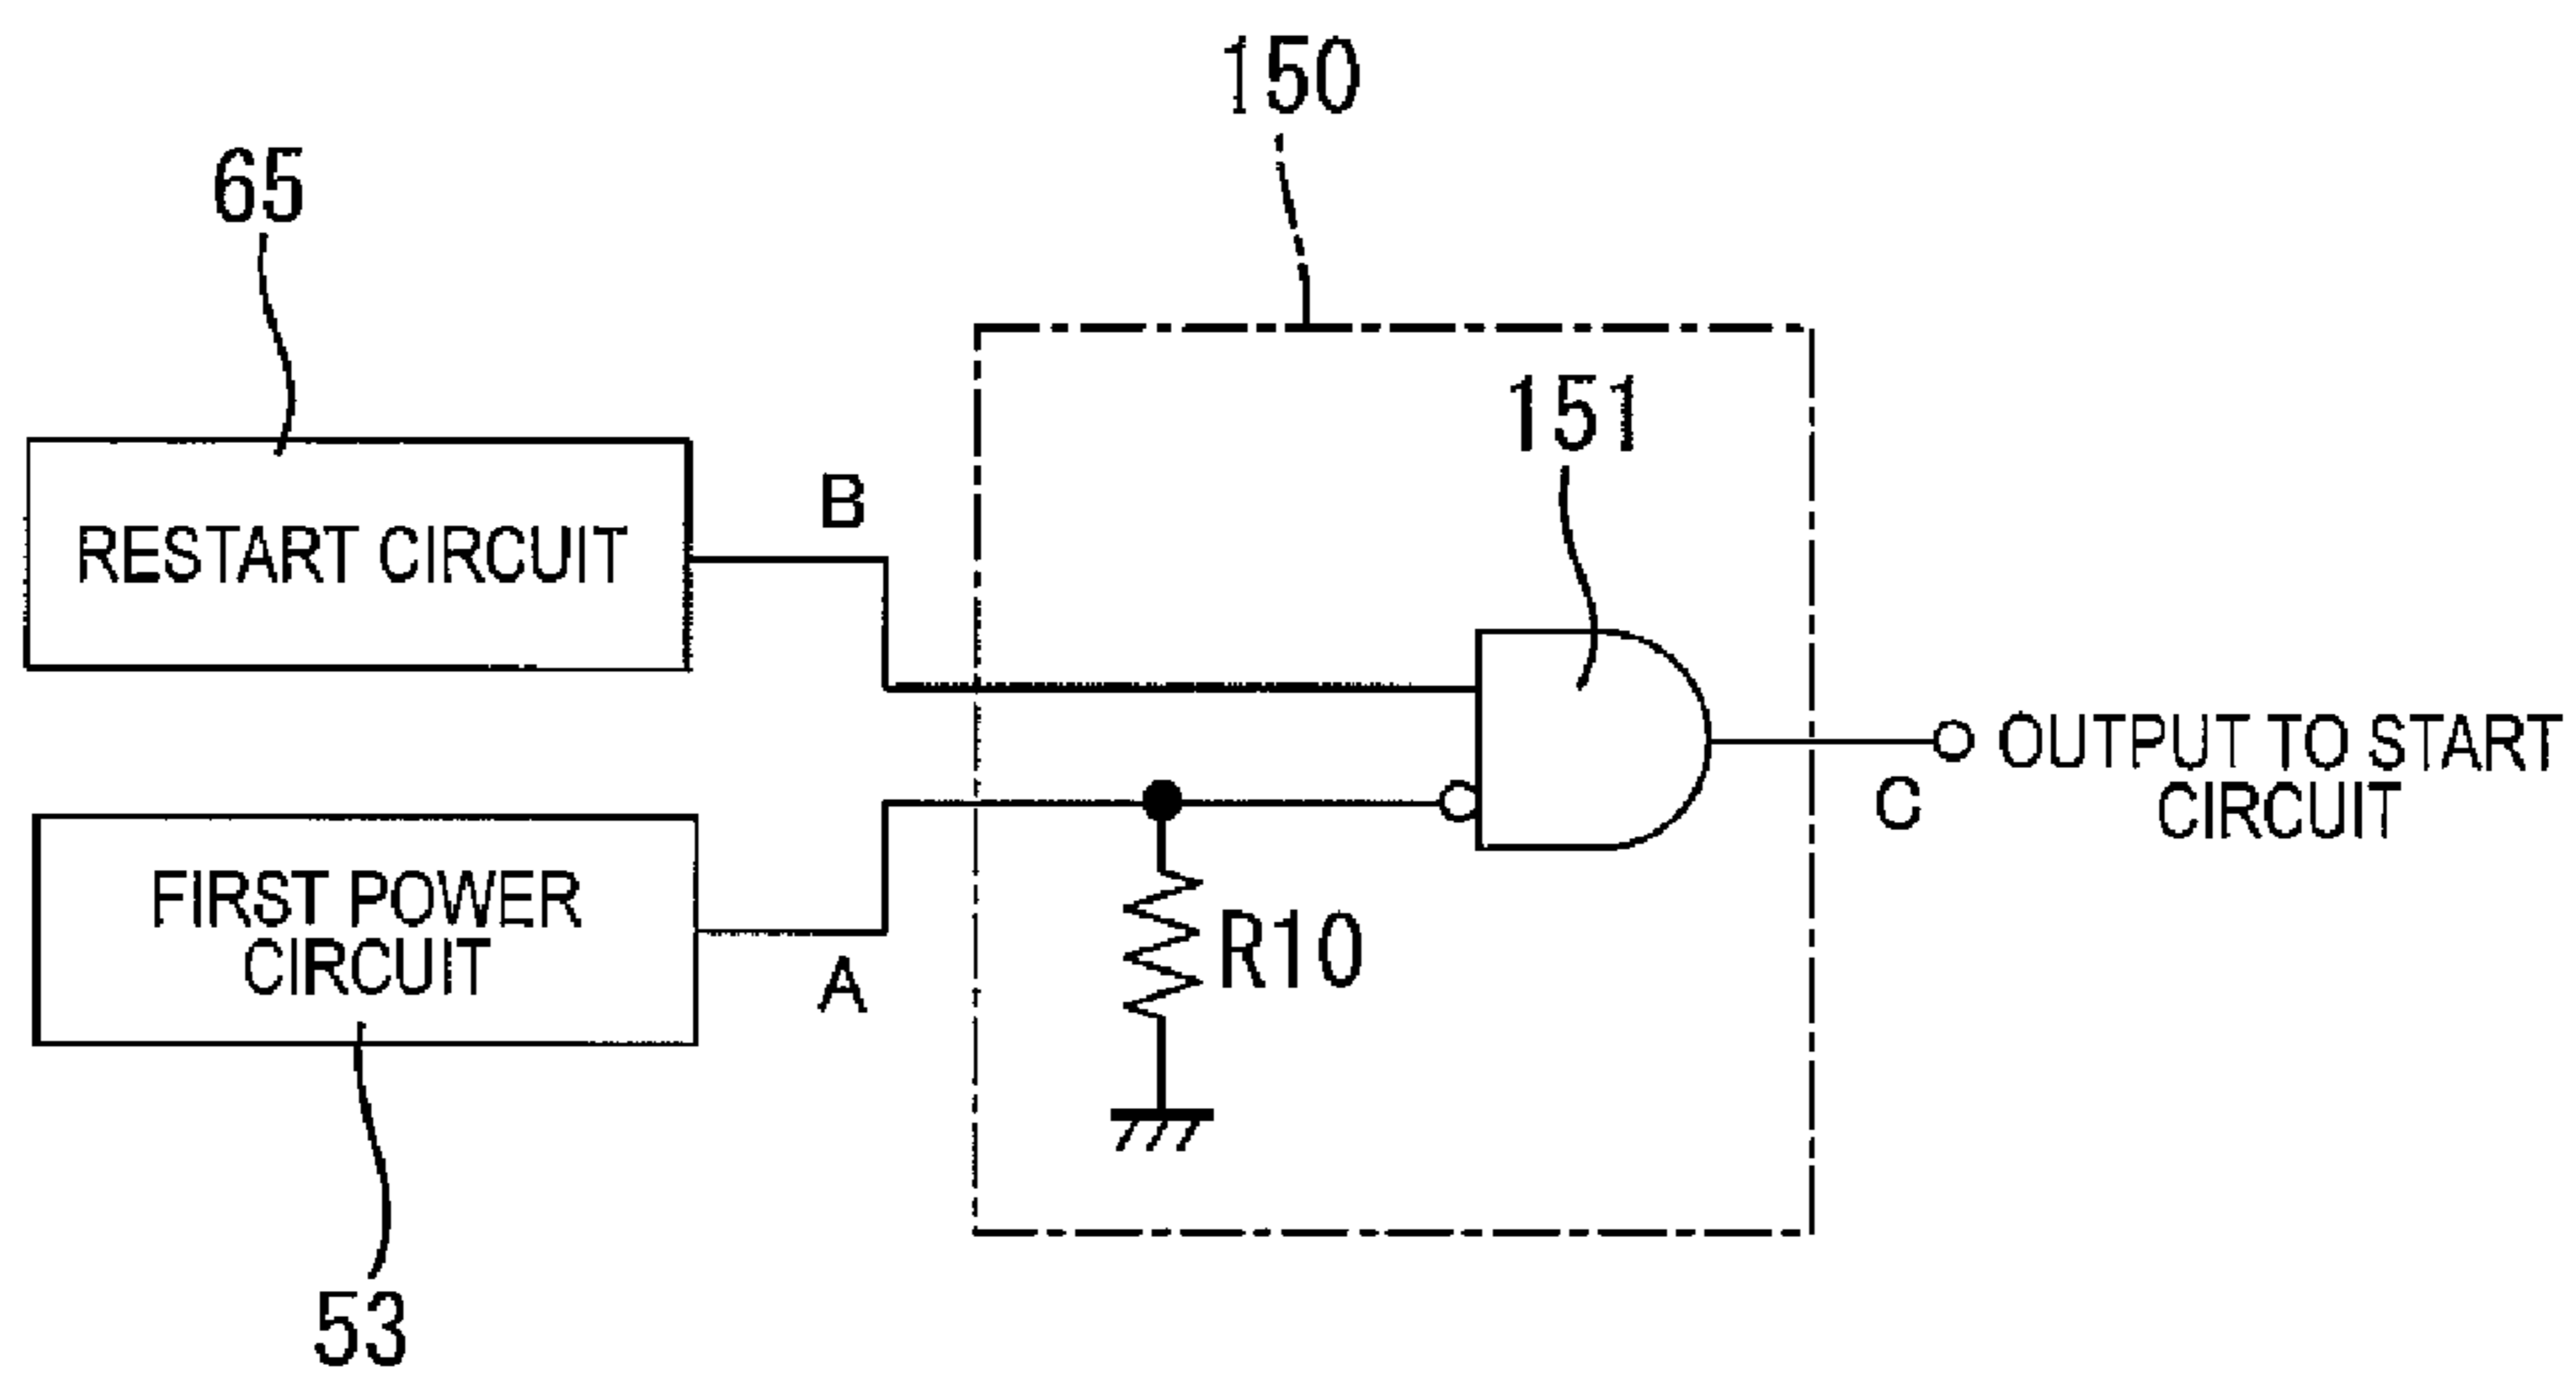 150
65
151
B
RESTART CIRCUIT
OUTPUT TO START
CIRCUIT
C
FIRST POWER
CIRCUIT
A
R10
53